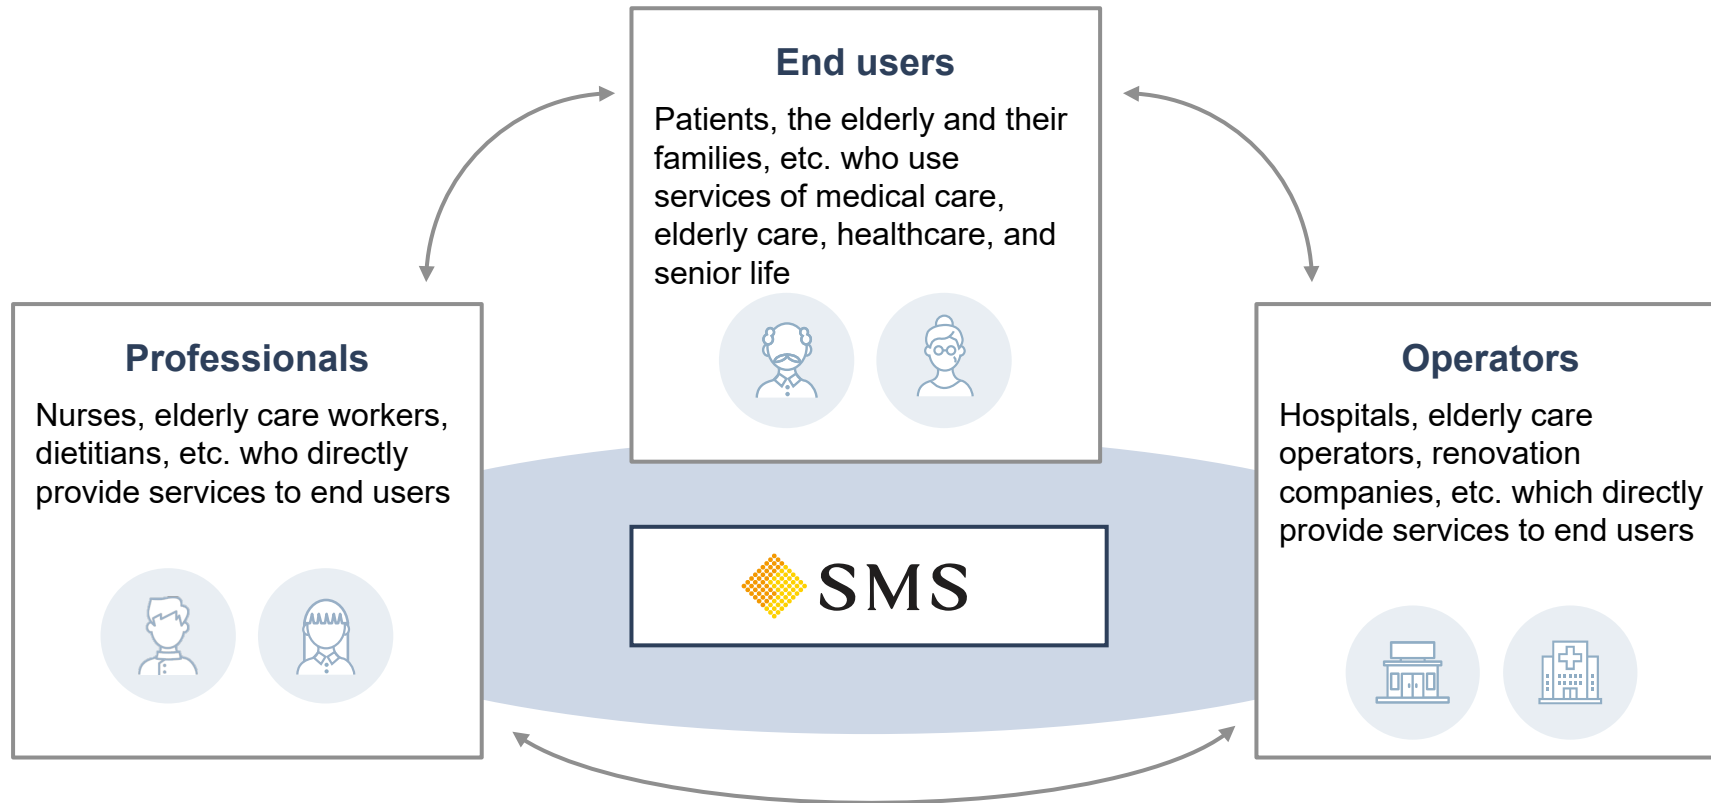 End users
Patients, the elderly and their
families, etc. who use
services of medical care,
elderly care, healthcare, and
senior life
Professionals
Nurses, elderly care workers,
dietitians, etc. who directly
provide services to end users
Operators
Hospitals, elderly care
operators, renovation
companies, etc. which directly
provide services to end users
SMS